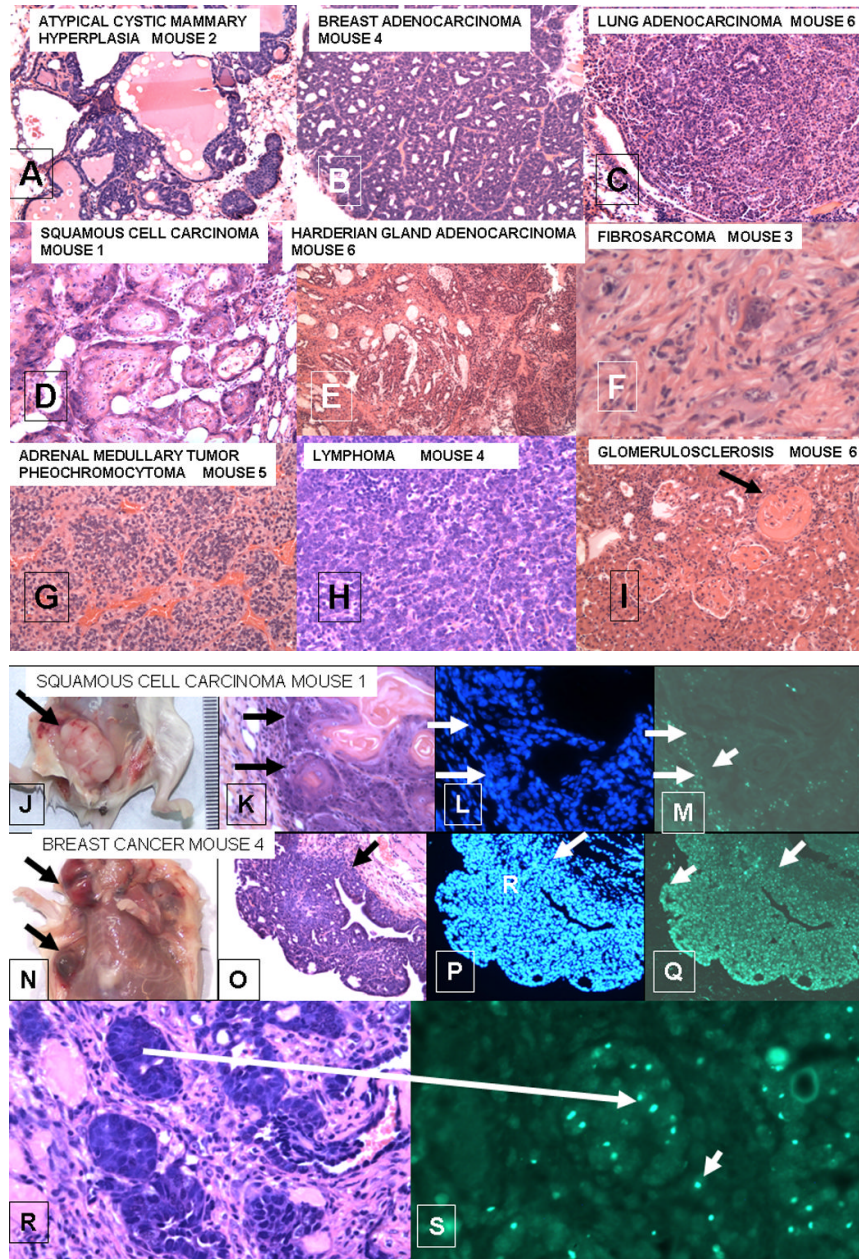 ATYPICAL CYSTIC MAMMARY
HYPERPLASIA MOUSE 2
A
BREAST ADENOCARCINOMA
MOUSE 4
B
LUNG ADENOCARCINOMA MOUSE 6
C
SQUAMOUS CELL CARCINOMA
MOUSE 1
D
HARDERIAN GLAND ADENOCARCINOMA
MOUSE 6
E
FIBROSARCOMA MOUSE 3
F
ADRENAL MEDULLARY TUMOR
PHEOCHROMOCYTOMA MOUSE 5
G
LYMPHOMA MOUSE 4
H
GLOMERULOSCLEROSIS MOUSE 6
I
SQUAMOUS CELL CARCINOMA MOUSE 1
J
K
L
M
BREAST CANCER MOUSE 4
N
O
R
P
Q
R
S